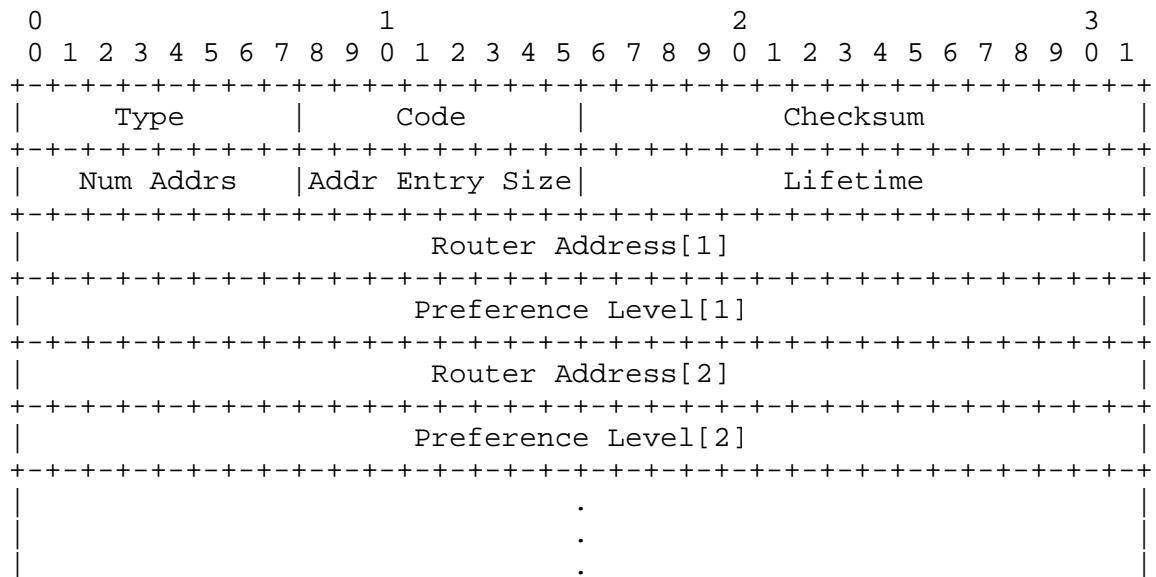 0                   1                   2                   3
 0 1 2 3 4 5 6 7 8 9 0 1 2 3 4 5 6 7 8 9 0 1 2 3 4 5 6 7 8 9 0 1
+-+-+-+-+-+-+-+-+-+-+-+-+-+-+-+-+-+-+-+-+-+-+-+-+-+-+-+-+-+-+-+-+
|     Type      |     Code      |           Checksum            |
+-+-+-+-+-+-+-+-+-+-+-+-+-+-+-+-+-+-+-+-+-+-+-+-+-+-+-+-+-+-+-+-+
|   Num Addrs   |Addr Entry Size|           Lifetime            |
+-+-+-+-+-+-+-+-+-+-+-+-+-+-+-+-+-+-+-+-+-+-+-+-+-+-+-+-+-+-+-+-+
|                       Router Address[1]                       |
+-+-+-+-+-+-+-+-+-+-+-+-+-+-+-+-+-+-+-+-+-+-+-+-+-+-+-+-+-+-+-+-+
|                      Preference Level[1]                      |
+-+-+-+-+-+-+-+-+-+-+-+-+-+-+-+-+-+-+-+-+-+-+-+-+-+-+-+-+-+-+-+-+
|                       Router Address[2]                       |
+-+-+-+-+-+-+-+-+-+-+-+-+-+-+-+-+-+-+-+-+-+-+-+-+-+-+-+-+-+-+-+-+
|                      Preference Level[2]                      |
+-+-+-+-+-+-+-+-+-+-+-+-+-+-+-+-+-+-+-+-+-+-+-+-+-+-+-+-+-+-+-+-+
|                               .                               |
|                               .                               |
|                               .                               |